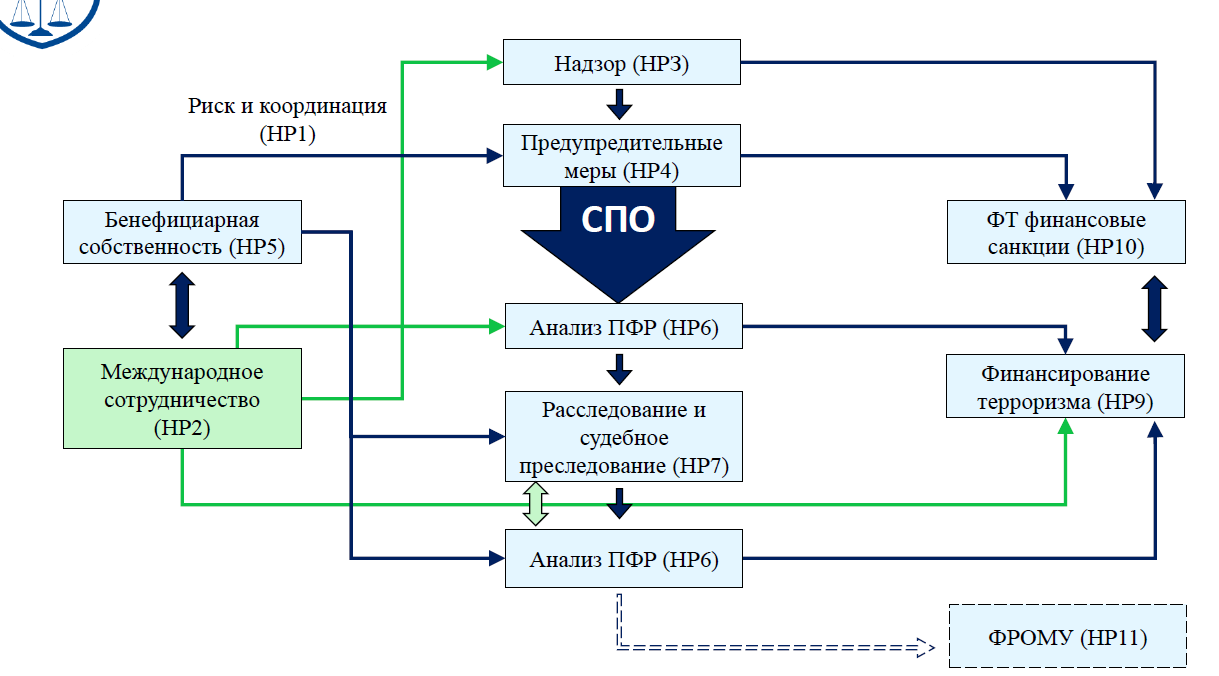 Надзор (НР3)
Риск и координация
(НР1)
Предупредительные
меры (НР4)
СПО
Бенефициарная
собственность (НР5)
ФТ финансовые
санкции (НР10)
Анализ ПФР (НР6)
Международное
сотрудничество
(НР2)
Финансирование
терроризма (НР9)
Расследование и
судебное
преследование (НР7)
Анализ ПФР (НР6)
ФРОМУ (НР11)